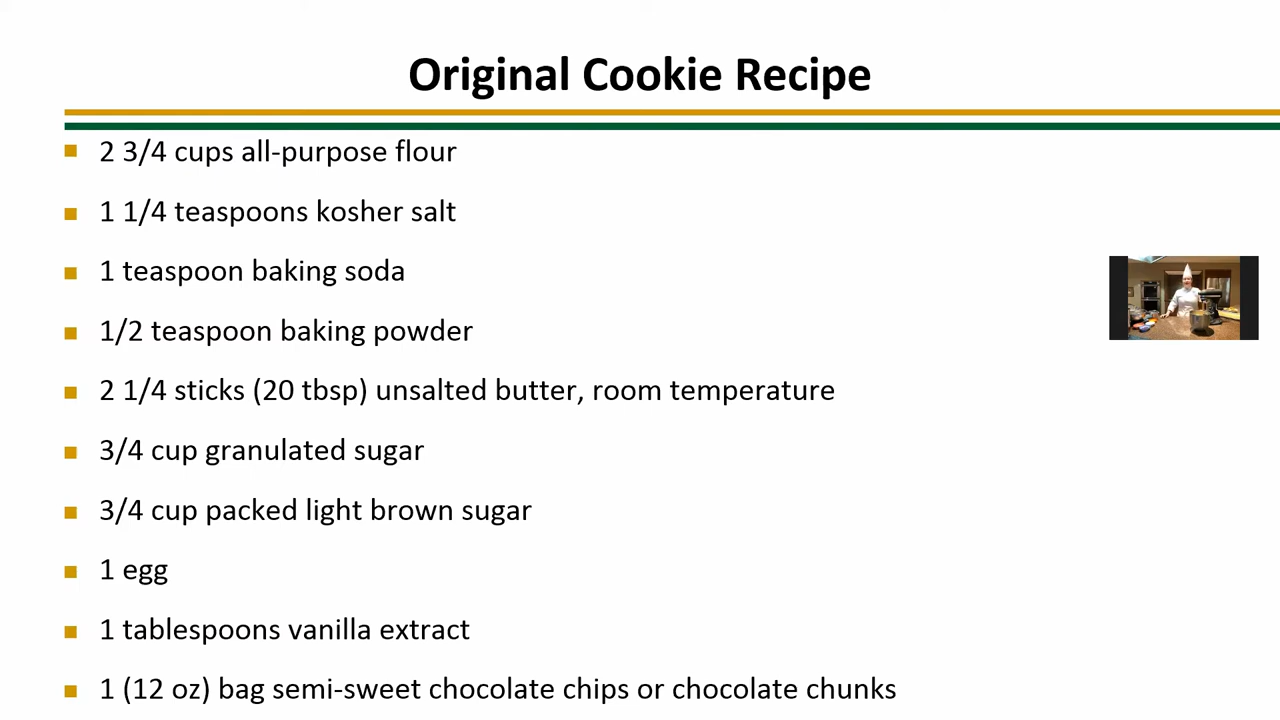 Original Cookie Recipe
2 3/4 cups all-purpose flour
1 1/4 teaspoons kosher salt
1 teaspoon baking soda
1/2 teaspoon baking powder
2 1/4 sticks (20 tbsp) unsalted butter, room temperature
3/4 cup granulated sugar
3/4 cup packed light brown sugar
1 egg
1 tablespoons vanilla extract
1 (12 oz) bag semi-sweet chocolate chips or chocolate chunks